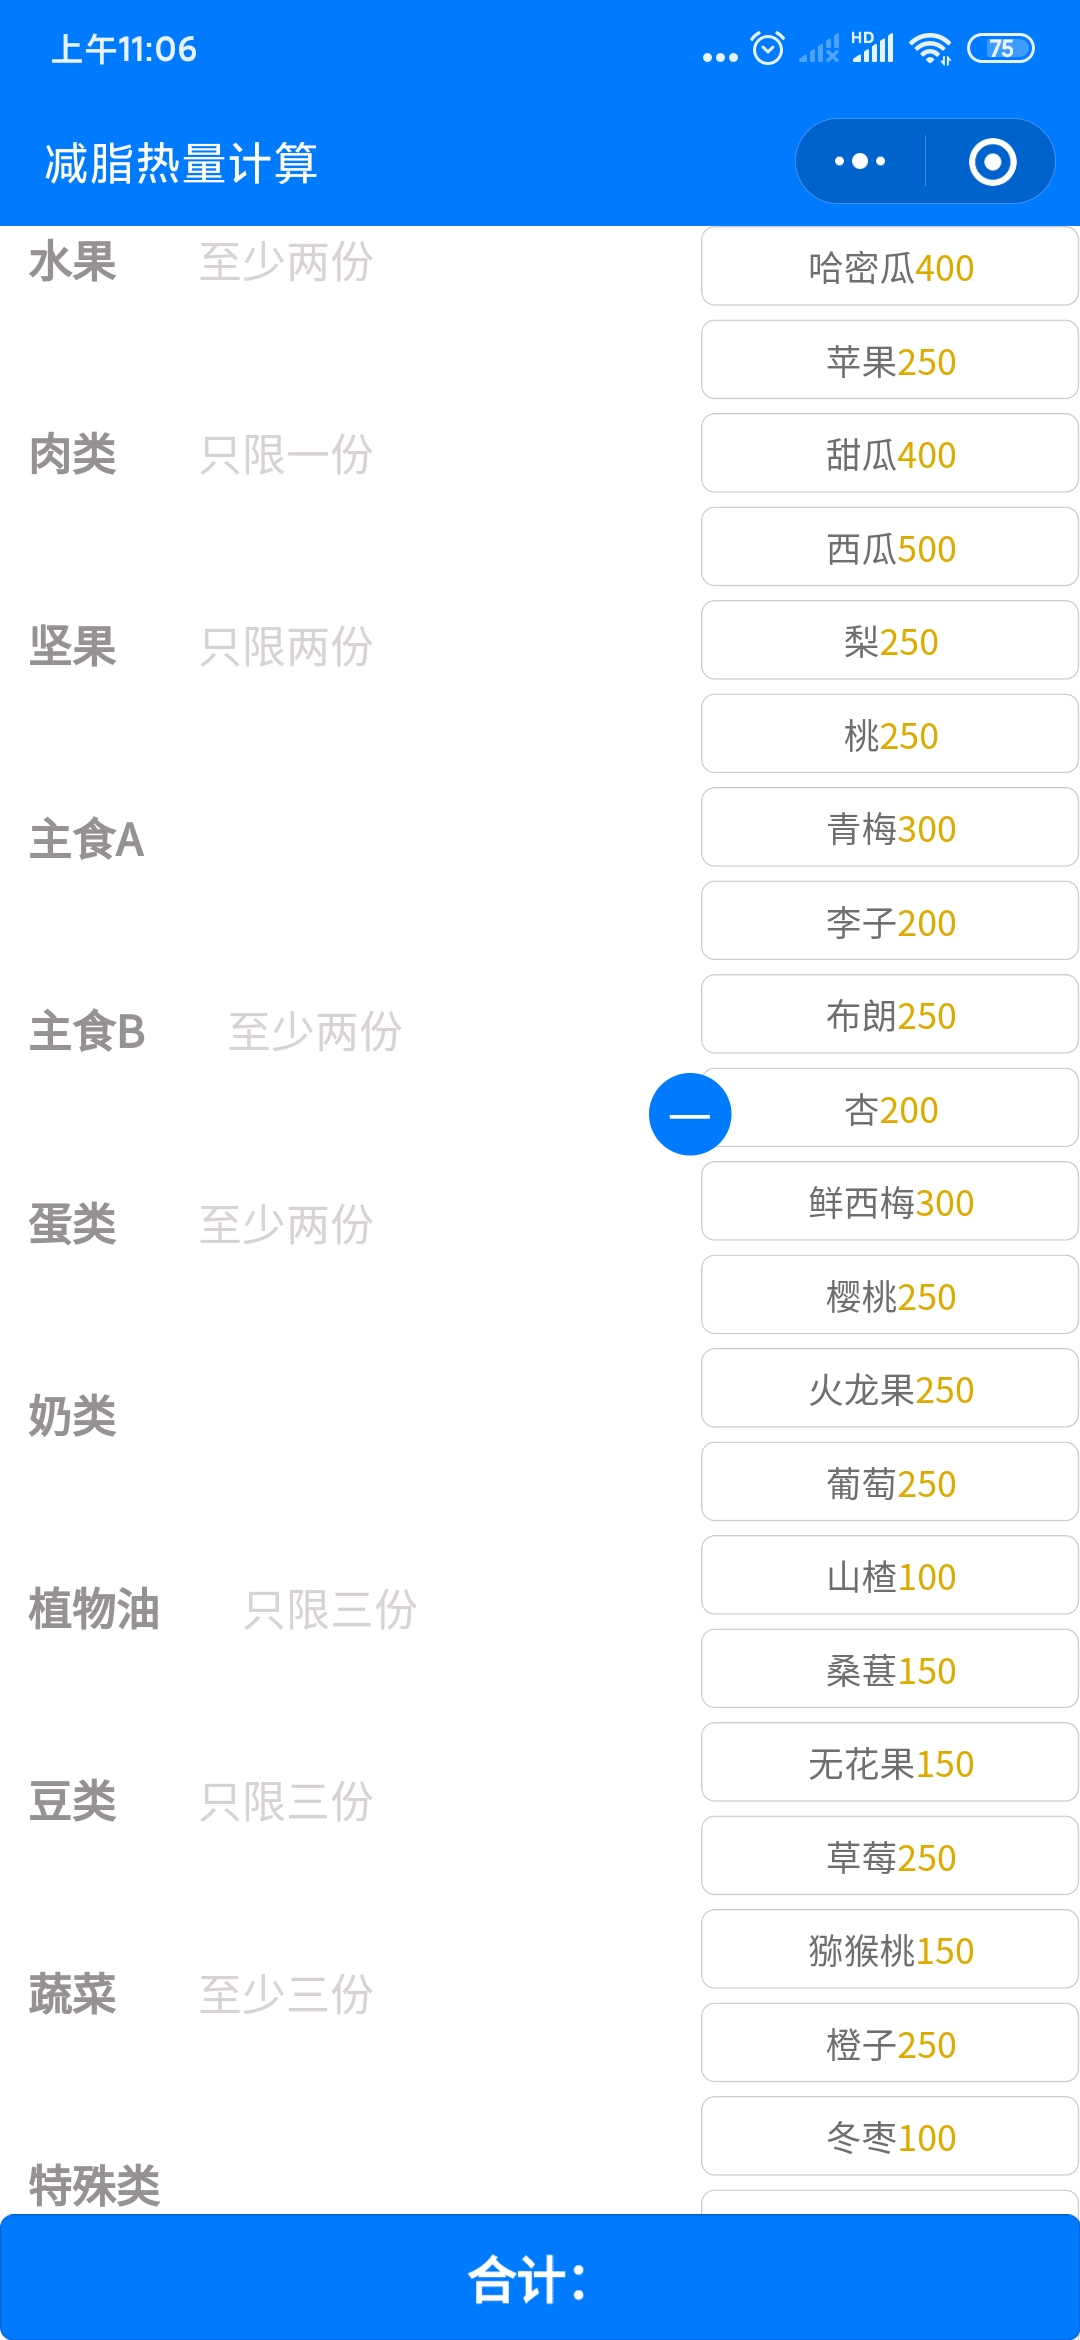 上午11:06
HD
75
减脂热量计算
水果 至少两份
哈密瓜400
苹果250
肉类 只限一份
甜瓜400
西瓜500
坚果 只限两份
梨250
桃250
主食A
青梅300
李子200
主食B 至少两份
布朗250
杏200
蛋类 至少两份
鲜西梅300
樱桃250
奶类
火龙果250
葡萄250
植物油 只限三份
山楂100
桑葚150
豆类 只限三份
无花果150
草莓250
蔬菜 至少三份
猕猴桃150
橙子250
冬枣100
特殊类
合计：